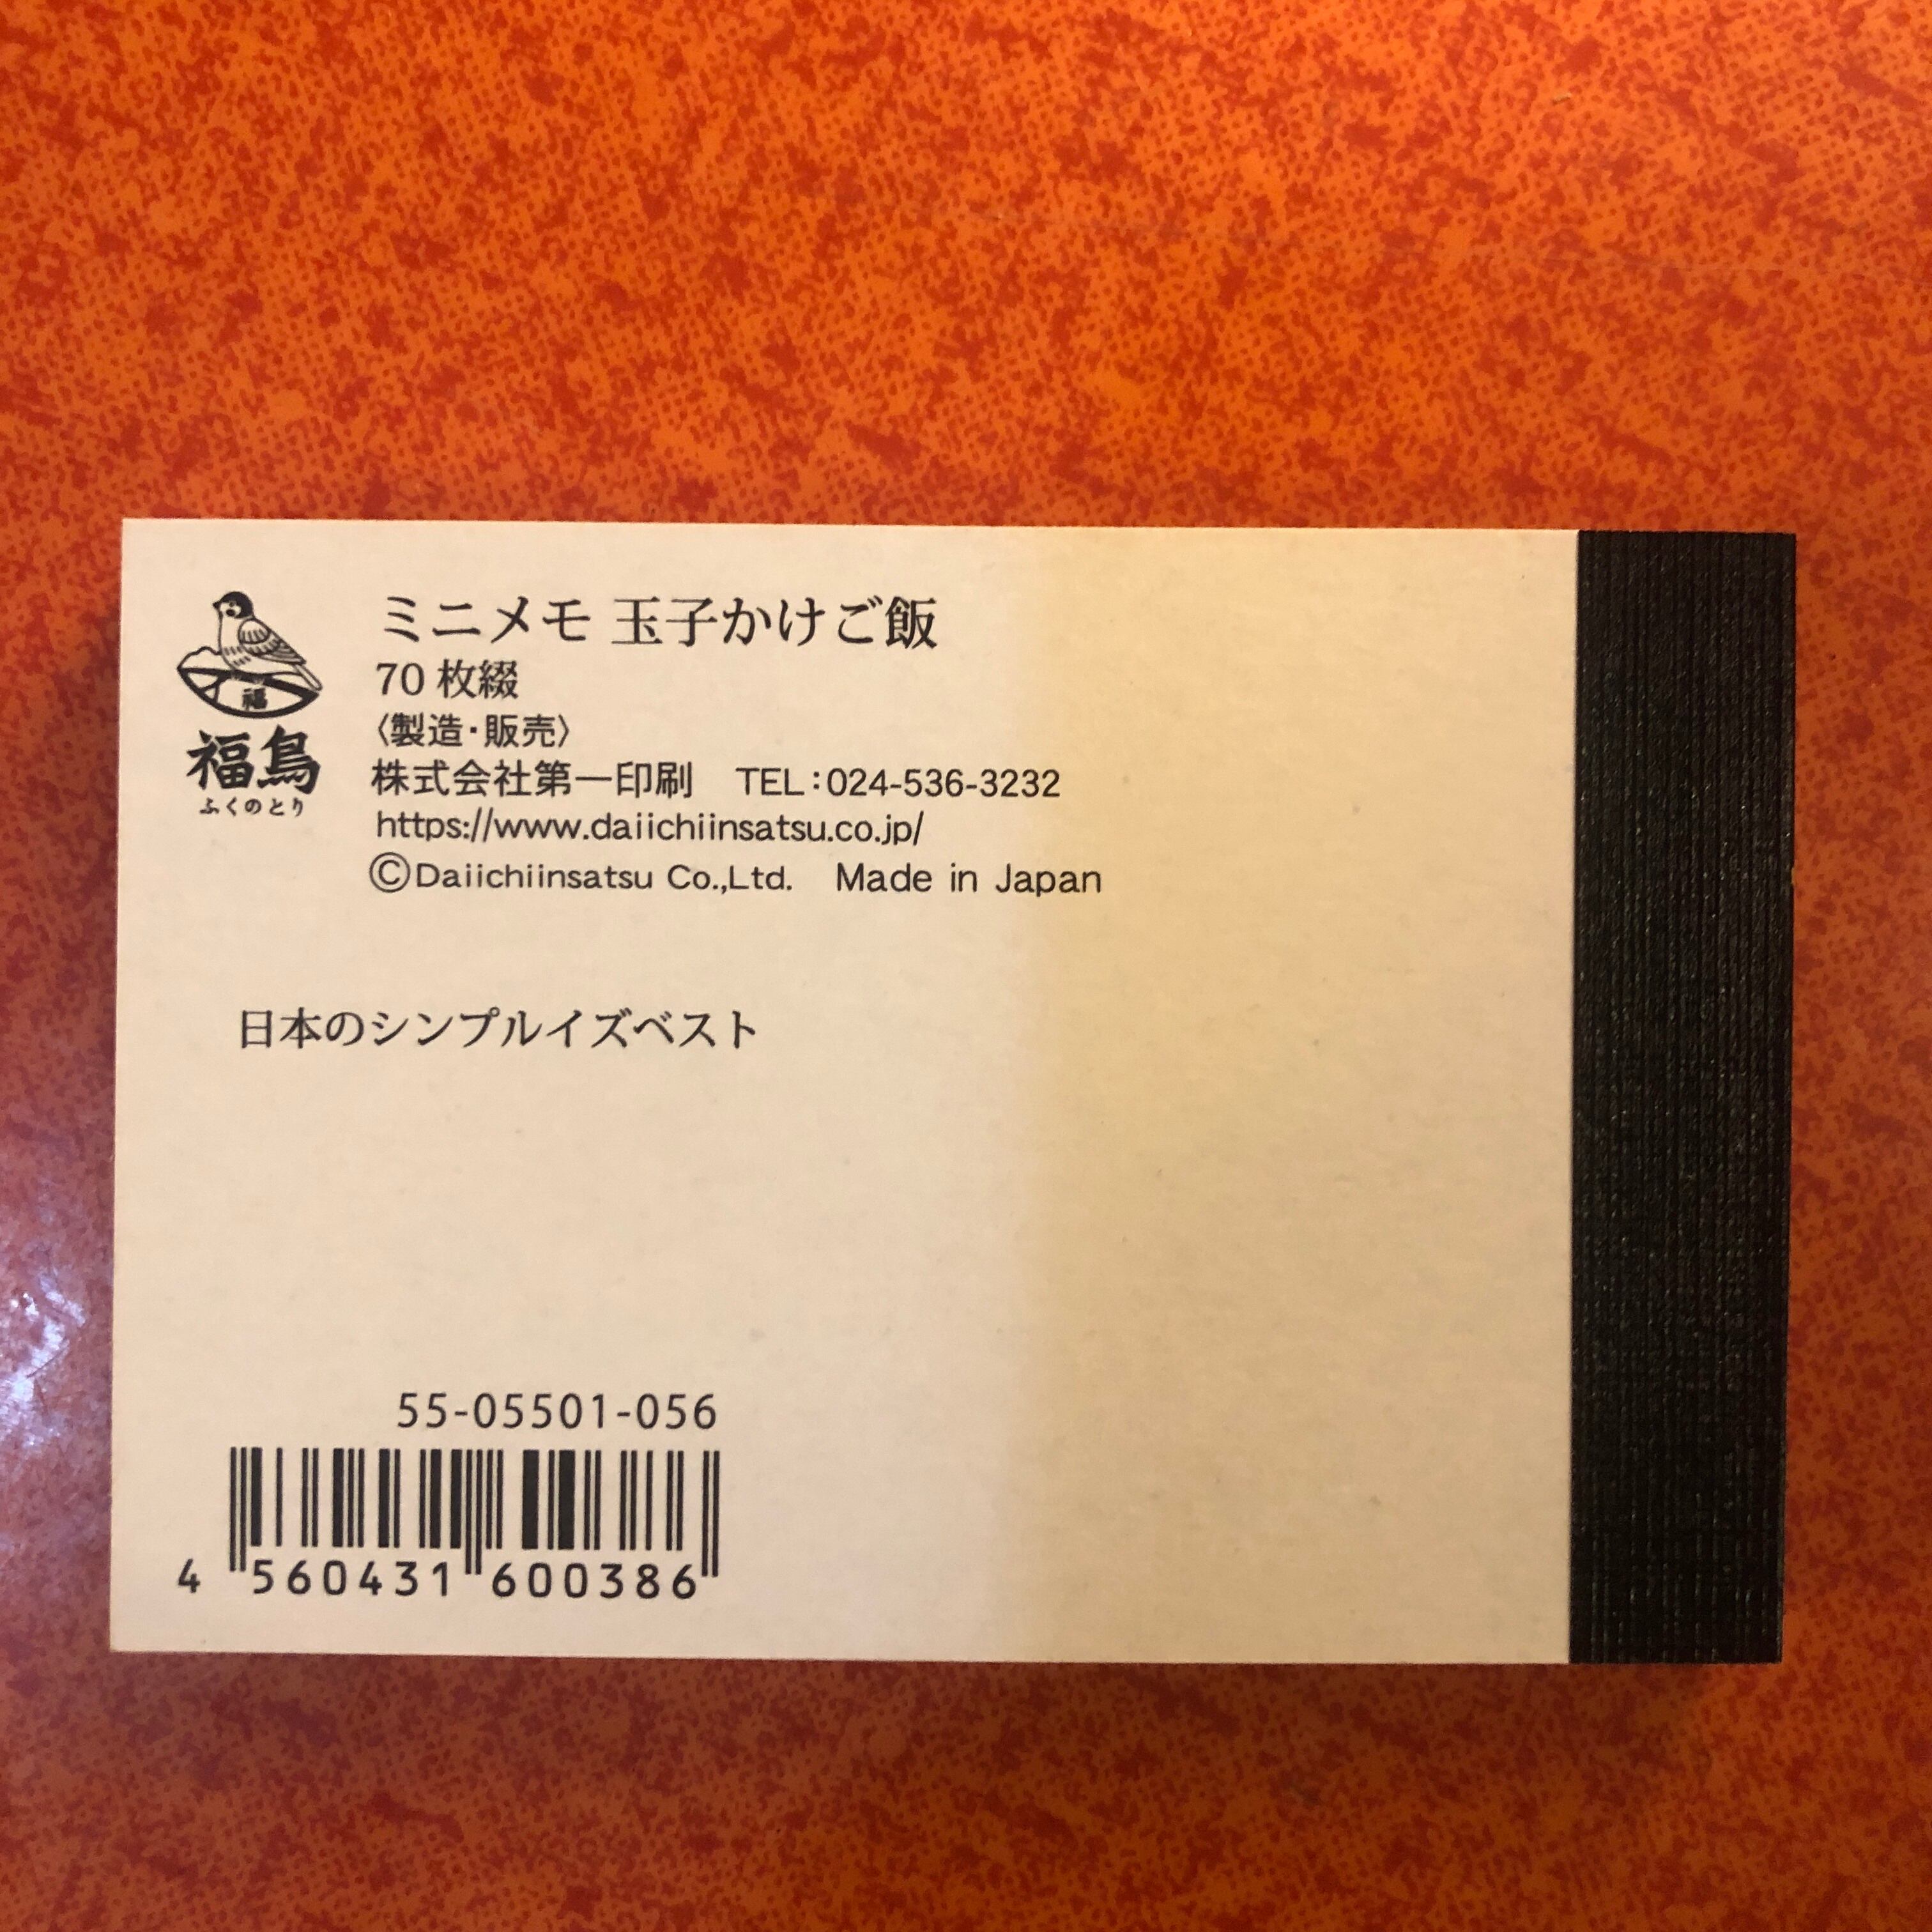 ミニメモ 玉子かけご飯
70 枚綴
〈製造・販売〉
株式会社第一印刷 TEL:024-536-3232
https://www.daiichiinsatsu.co.jp/
©Daiichiinsatsu Co.,Ltd. Made in Japan
福
福鳥
ふくのとり
日本のシンプルイズベスト
55-05501-056
4 560431 600386